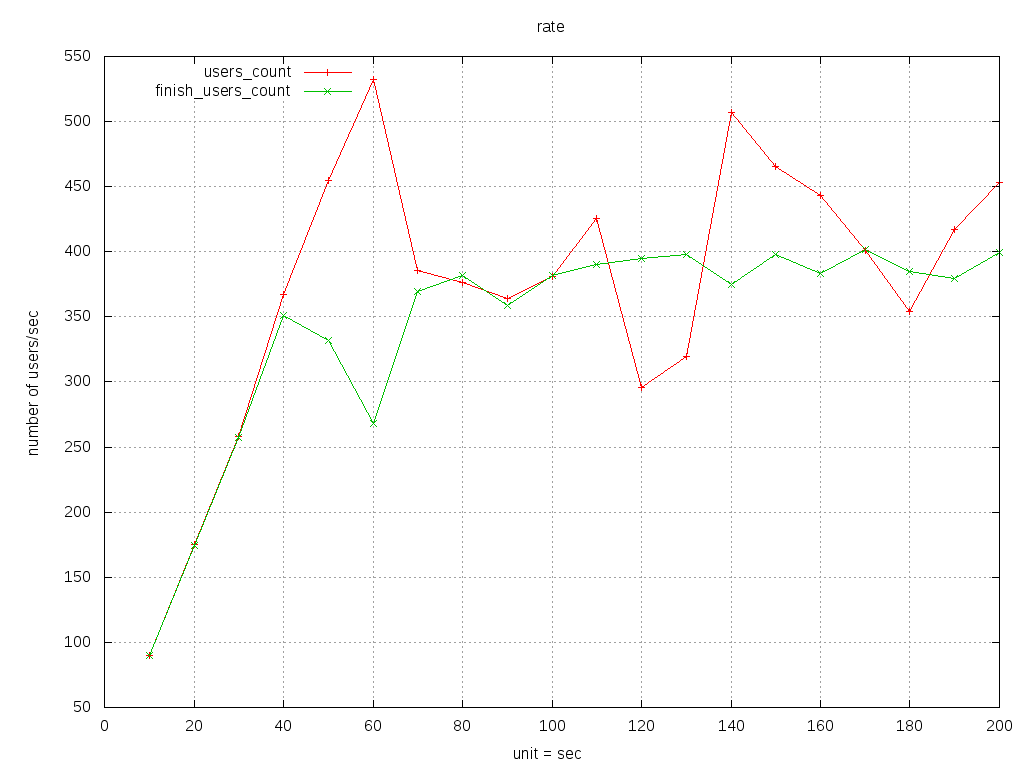 rate
users_count
finish_users_count
550
500
450
400
350
300
250
200
150
100
50
number of users/sec
0 20 40 60 80 100 120 140 160 180 200
unit = sec